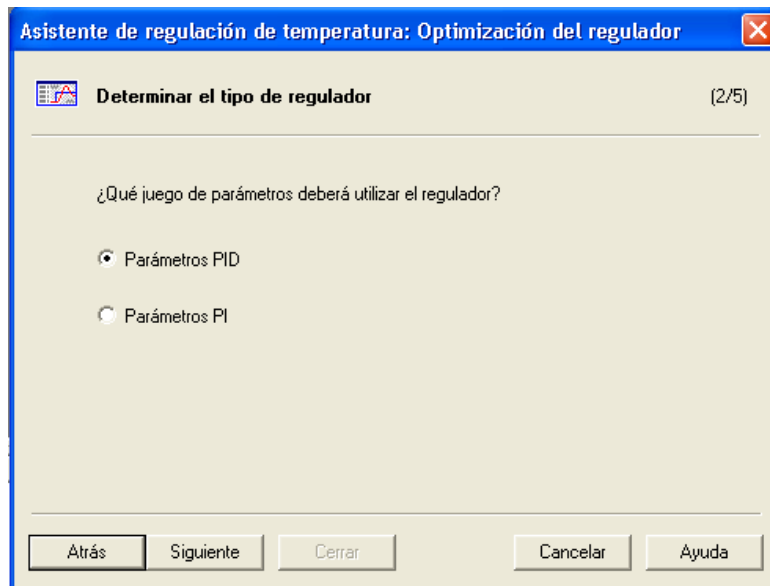 Asistente de regulación de temperatura: Optimización del regulador
Determinar el tipo de regulador (2/5)
¿Qué juego de parámetros deberá utilizar el regulador?
Parámetros PID
Parámetros PI
Atrás Siguiente Cerrar Cancelar Ayuda